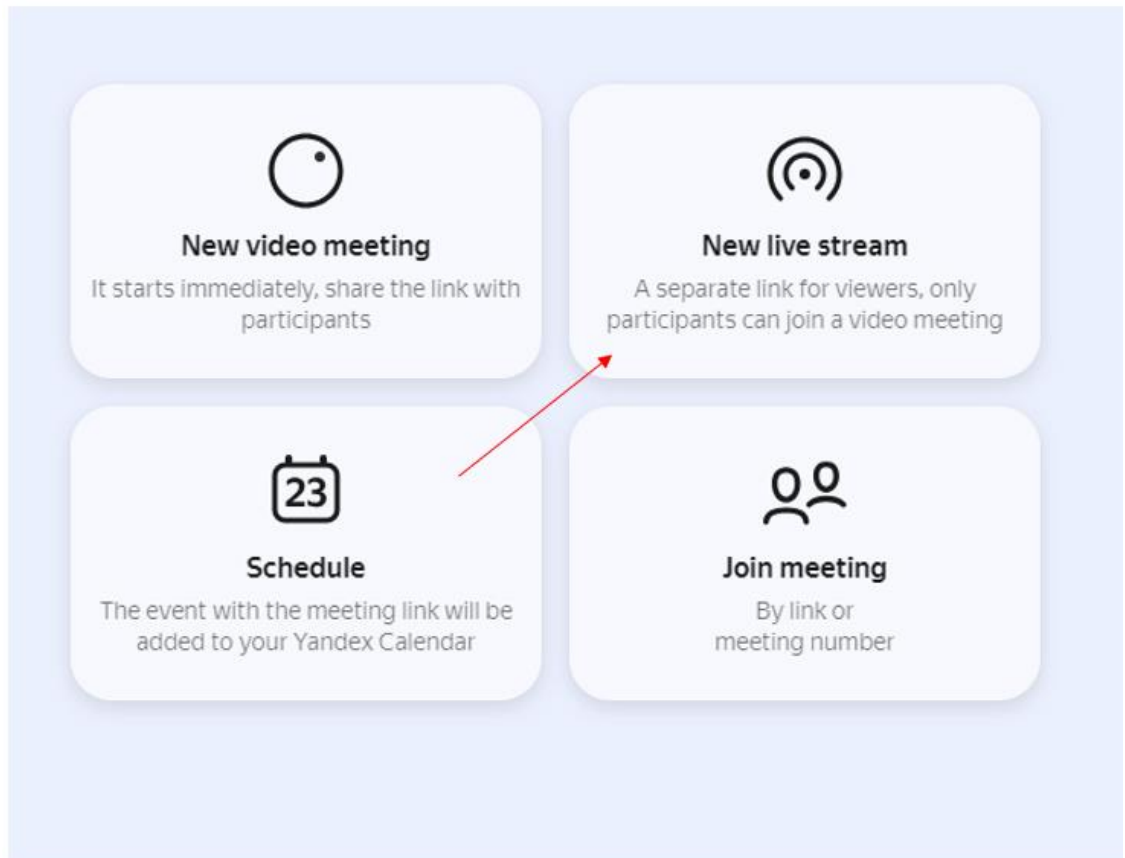 New video meeting
It starts immediately, share the link with
participants
New live stream
A separate link for viewers, only
participants can join a video meeting
23
Schedule
The event with the meeting link will be
added to your Yandex Calendar
Join meeting
By link or
meeting number